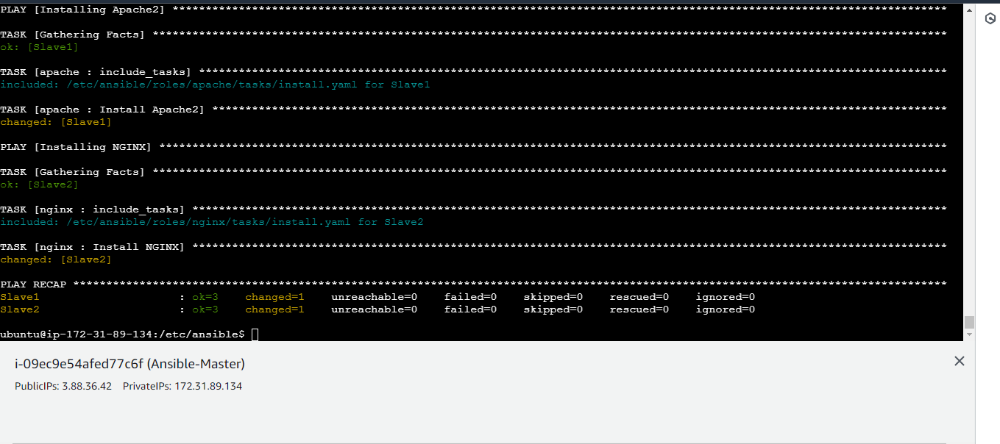 PLAY [Installing Apache2] *********************************************************************************************************************
TASK [Gathering Facts] ************************************************************************************************************************
ok: [Slave1]
TASK [apache : include_tasks] *****************************************************************************************************************
included: /etc/ansible/roles/apache/tasks/install.yaml for Slave1
TASK [apache : Install Apache2] ***************************************************************************************************************
changed: [Slave1]
PLAY [Installing NGINX] ***********************************************************************************************************************
TASK [Gathering Facts] ************************************************************************************************************************
ok: [Slave2]
TASK [nginx : include_tasks] ******************************************************************************************************************
included: /etc/ansible/roles/nginx/tasks/install.yaml for Slave2
TASK [nginx : Install NGINX] ******************************************************************************************************************
changed: [Slave2]
PLAY RECAP ************************************************************************************************************************************
Slave1 : ok=3 changed=1 unreachable=0 failed=0 skipped=0 rescued=0 ignored=0
Slave2 : ok=3 changed=1 unreachable=0 failed=0 skipped=0 rescued=0 ignored=0
ubuntu@ip-172-31-89-134:/etc/ansible$
i-09ec9e54afed77c6f (Ansible-Master)
PublicIPs: 3.88.36.42 PrivateIPs: 172.31.89.134